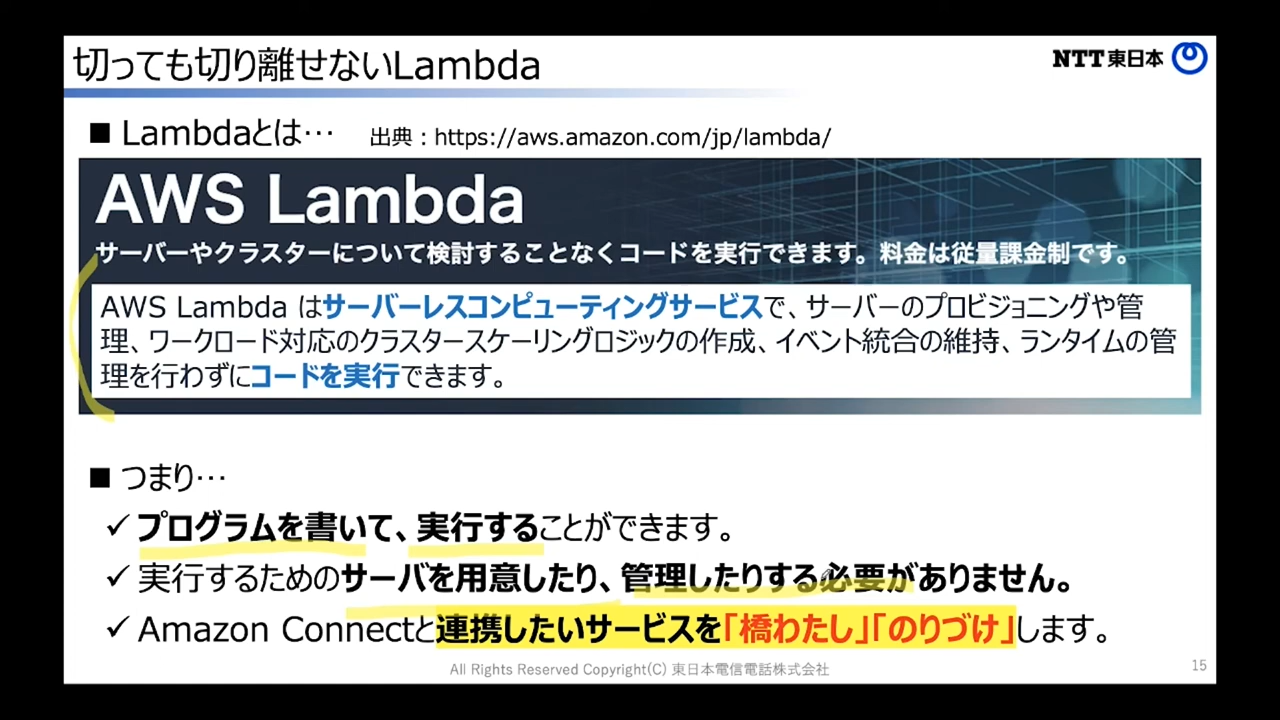 切っても切り離せないLambda
NTT東日本
■ Lambdaとは… 出典：https://aws.amazon.com/jp/lambda/
AWS Lambda
サーバーやクラスターについて検討することなくコードを実行できます。料金は従量課金制です。
AWS Lambda はサーバーレスコンピューティングサービスで、サーバーのプロビジョニングや管
理、ワークロード対応のクラスタースケーリングロジックの作成、イベント統合の維持、ランタイムの管
理を行わずにコードを実行できます。
■ つまり…
✓ プログラムを書いて、実行することができます。
✓ 実行するためのサーバを用意したり、管理したりする必要がありません。
✓ Amazon Connectと連携したいサービスを「橋わたし」「のりづけ」します。
All Rights Reserved Copyright(C) 東日本電信電話株式会社
15